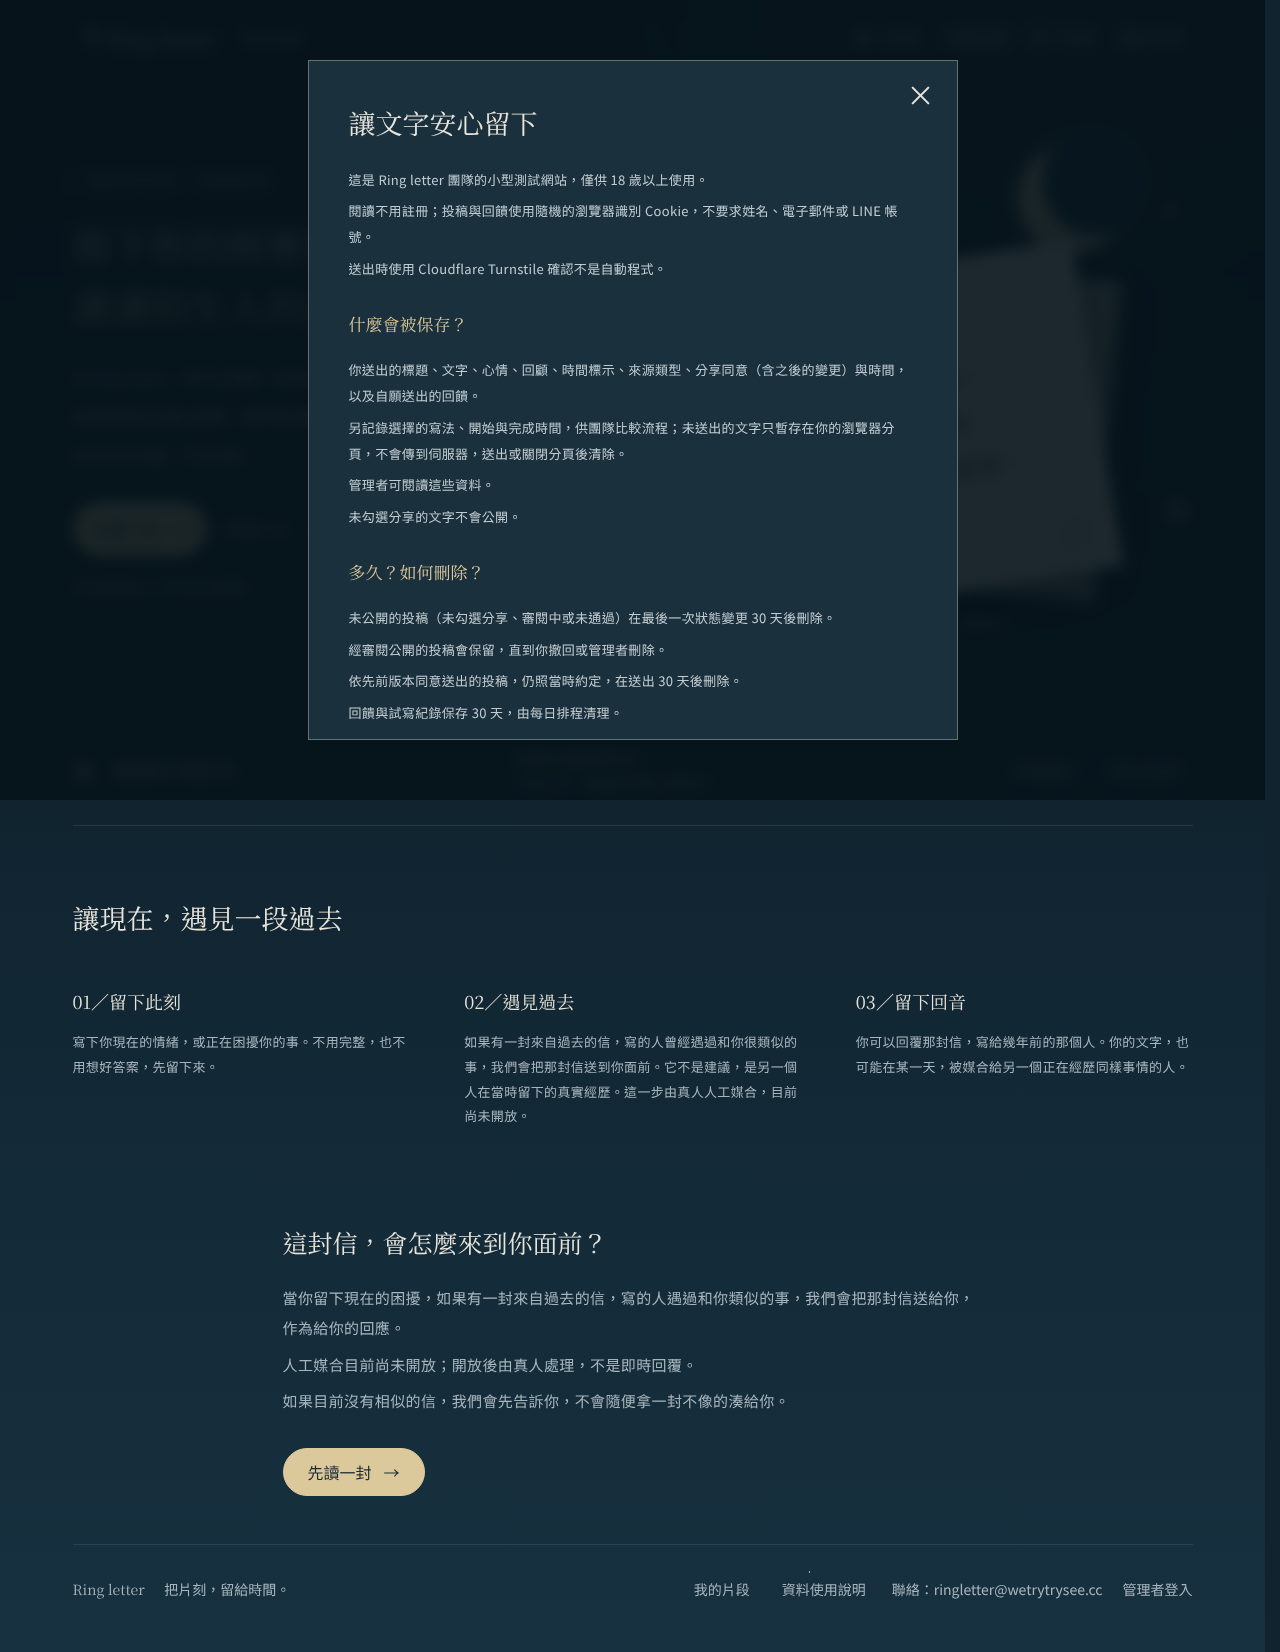 讓文字安心留下
這是 Ring letter 團隊的小型測試網站，僅供 18 歲以上使用。
閱讀不用註冊；投稿與回饋使用隨機的瀏覽器識別 Cookie，不要求姓名、電子郵件或 LINE 帳
號。
送出時使用 Cloudflare Turnstile 確認不是自動程式。
什麼會被保存？
你送出的標題、文字、心情、回顧、時間標示、來源類型、分享同意（含之後的變更）與時間，
以及自願送出的回饋。
另記錄選擇的寫法、開始與完成時間，供團隊比較流程；未送出的文字只暫存在你的瀏覽器分
頁，不會傳到伺服器，送出或關閉分頁後清除。
管理者可閱讀這些資料。
未勾選分享的文字不會公開。
多久？如何刪除？
未公開的投稿（未勾選分享、審閱中或未通過）在最後一次狀態變更 30 天後刪除。
經審閱公開的投稿會保留，直到你撤回或管理者刪除。
依先前版本同意送出的投稿，仍照當時約定，在送出 30 天後刪除。
回饋與試寫紀錄保存 30 天，由每日排程清理。
讓現在，遇見一段過去
01／留下此刻
寫下你現在的情緒，或正在困擾你的事。不用完整，也不
用想好答案，先留下來。
02／遇見過去
如果有一封來自過去的信，寫的人曾經遇過和你很類似的
事，我們會把那封信送到你面前。它不是建議，是另一個
人在當時留下的真實經歷。這一步由真人人工媒合，目前
尚未開放。
03／留下回音
你可以回覆那封信，寫給幾年前的那個人。你的文字，也
可能在某一天，被媒合給另一個正在經歷同樣事情的人。
這封信，會怎麼來到你面前？
當你留下現在的困擾，如果有一封來自過去的信，寫的人遇過和你類似的事，我們會把那封信送給你，
作為給你的回應。
人工媒合目前尚未開放；開放後由真人處理，不是即時回覆。
如果目前沒有相似的信，我們會先告訴你，不會隨便拿一封不像的湊給你。
先讀一封 →
Ring letter 把片刻，留給時間。
我的片段 資料使用說明 聯絡：ringletter@wetrytrysee.cc 管理者登入